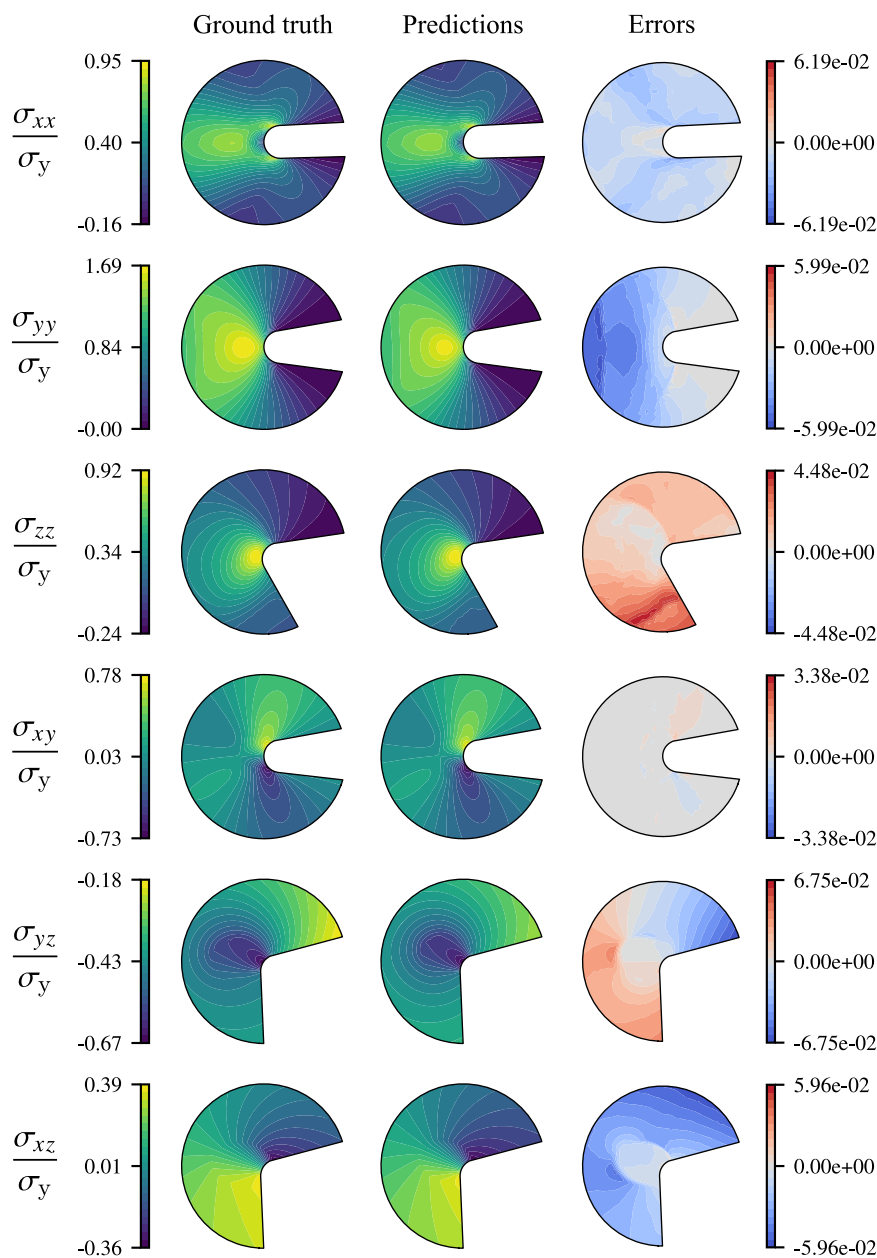 Ground truth Predictions Errors
0.95 6.19e-02
σxx/σy 0.40 0.00e+00
-0.16 -6.19e-02
1.69 5.99e-02
σyy/σy 0.84 0.00e+00
-0.00 -5.99e-02
0.92 4.48e-02
σzz/σy 0.34 0.00e+00
-0.24 -4.48e-02
0.78 3.38e-02
σxy/σy 0.03 0.00e+00
-0.73 -3.38e-02
-0.18 6.75e-02
σyz/σy -0.43 0.00e+00
-0.67 -6.75e-02
0.39 5.96e-02
σxz/σy 0.01 0.00e+00
-0.36 -5.96e-02